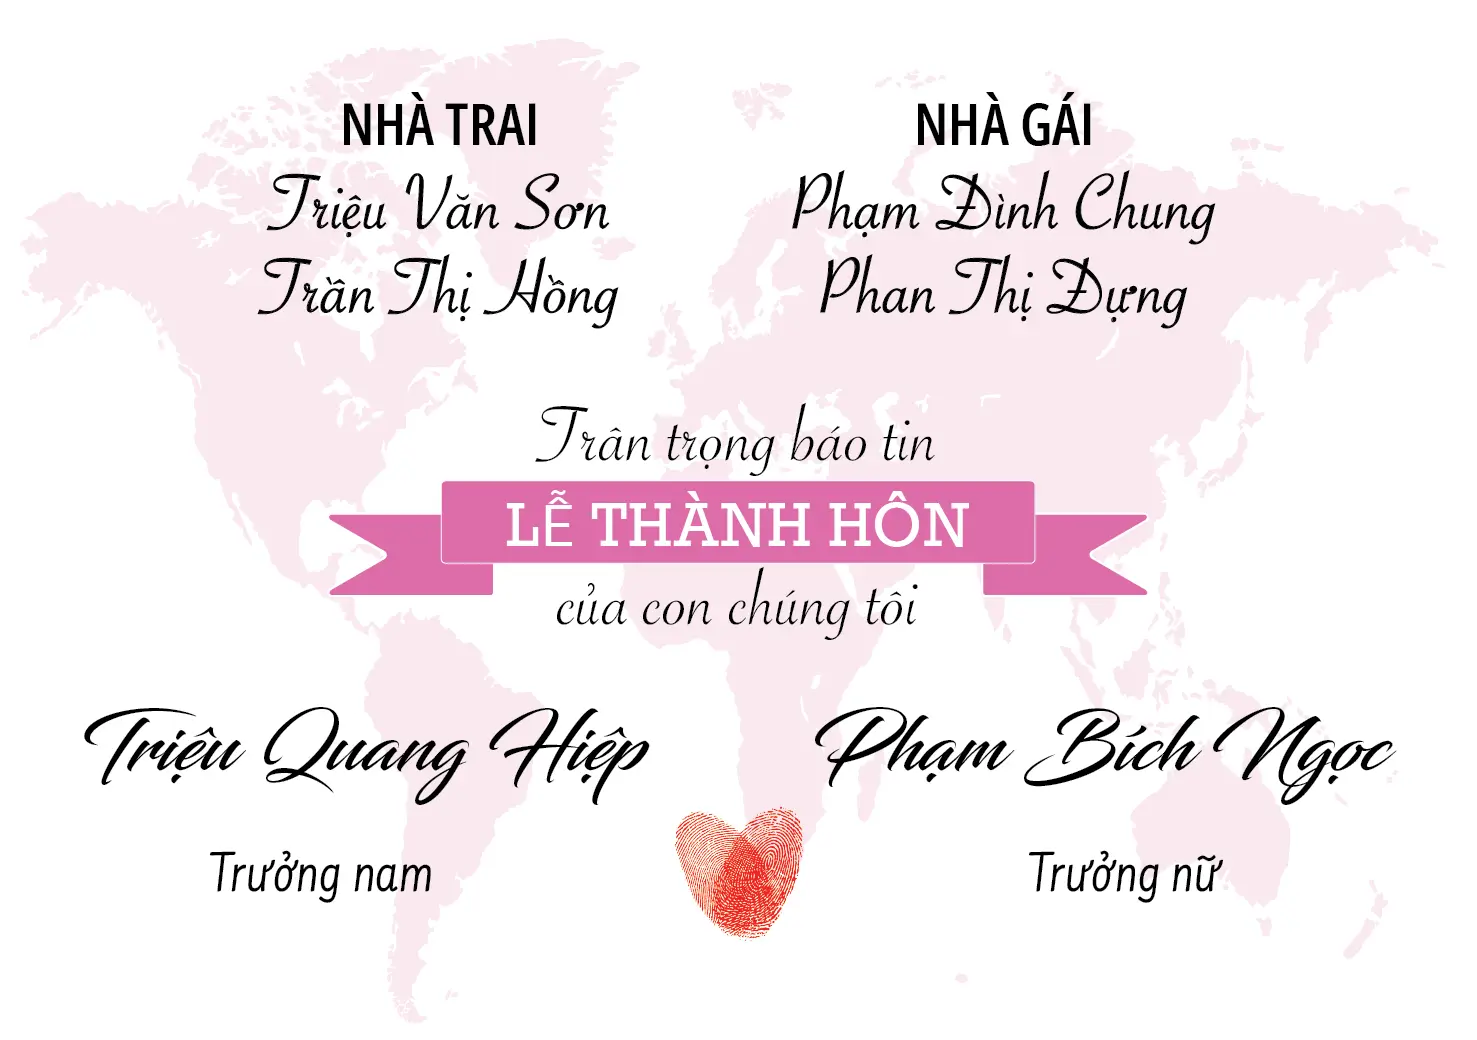 NHÀ TRAI
Triệu Văn Sơn
Trần Thị Hồng
NHÀ GÁI
Phạm Đình Chung
Phan Thị Đựng
Trân trọng báo tin
LỄ THÀNH HÔN
của con chúng tôi
Triệu Quang Hiệp
Trưởng nam
Phạm Bích Ngọc
Trưởng nữ